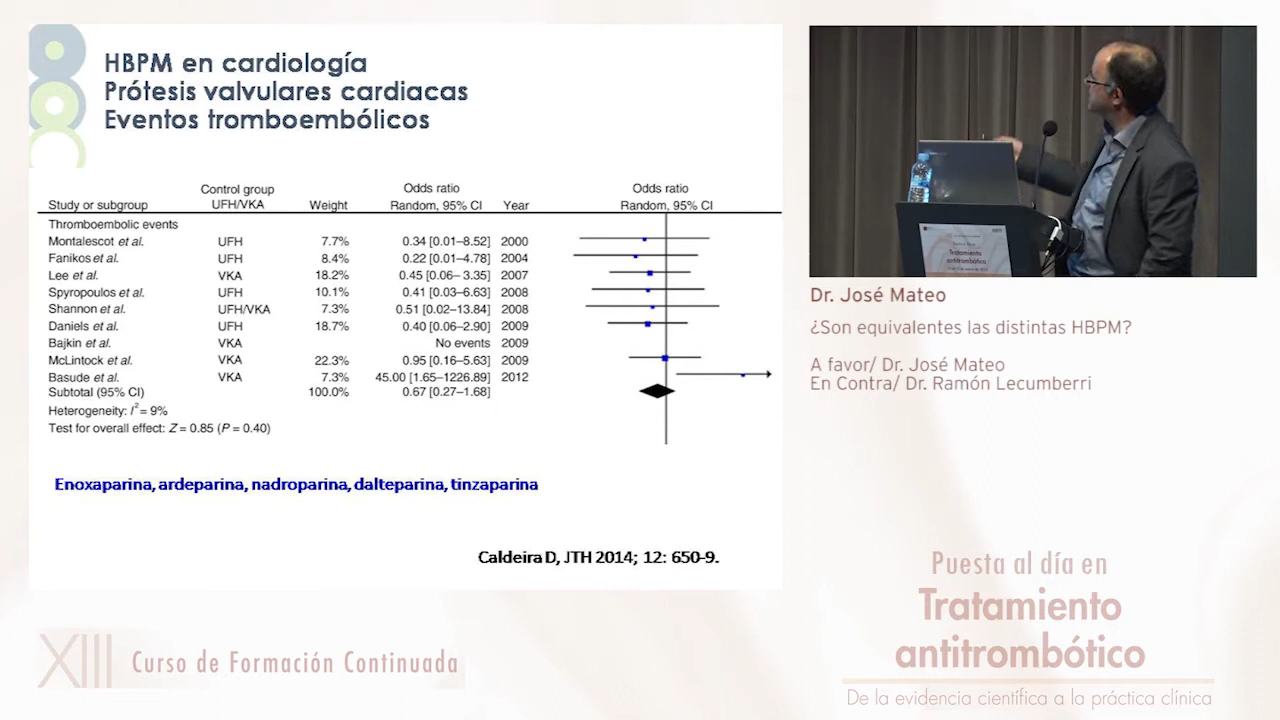 HBPM en cardiología
Prótesis valvulares cardiacas
Eventos tromboembólicos
Control group Odds ratio Odds ratio
Study or subgroup UFH/VKA Weight Random, 95% CI Year Random, 95% CI
Thromboembolic events
Montalescot et al. UFH 7.7% 0.34 [0.01–8.52] 2000
Fanikos et al. UFH 8.4% 0.22 [0.01–4.78] 2004
Lee et al. VKA 18.2% 0.45 [0.06– 3.35] 2007
Spyropoulos et al. UFH 10.1% 0.41 [0.03–6.63] 2008
Shannon et al. UFH/VKA 7.3% 0.51 [0.02–13.84] 2008
Daniels et al. UFH 18.7% 0.40 [0.06–2.90] 2009
Bajkin et al. VKA No events 2009
McLintock et al. VKA 22.3% 0.95 [0.16–5.63] 2009
Basude et al. VKA 7.3% 45.00 [1.65–1226.89] 2012
Subtotal (95% CI) 100.0% 0.67 [0.27–1.68]
Heterogeneity: I² = 9%
Test for overall effect: Z = 0.85 (P = 0.40)
Enoxaparina, ardeparina, nadroparina, dalteparina, tinzaparina
Caldeira D, JTH 2014; 12: 650-9.
Tratamiento
antitrombótico
Dr. José Mateo
¿Son equivalentes las distintas HBPM?
A favor/ Dr. José Mateo
En Contra/ Dr. Ramón Lecumberri
XIII Curso de Formación Continuada
Puesta al día en
Tratamiento
antitrombótico
De la evidencia científica a la práctica clínica